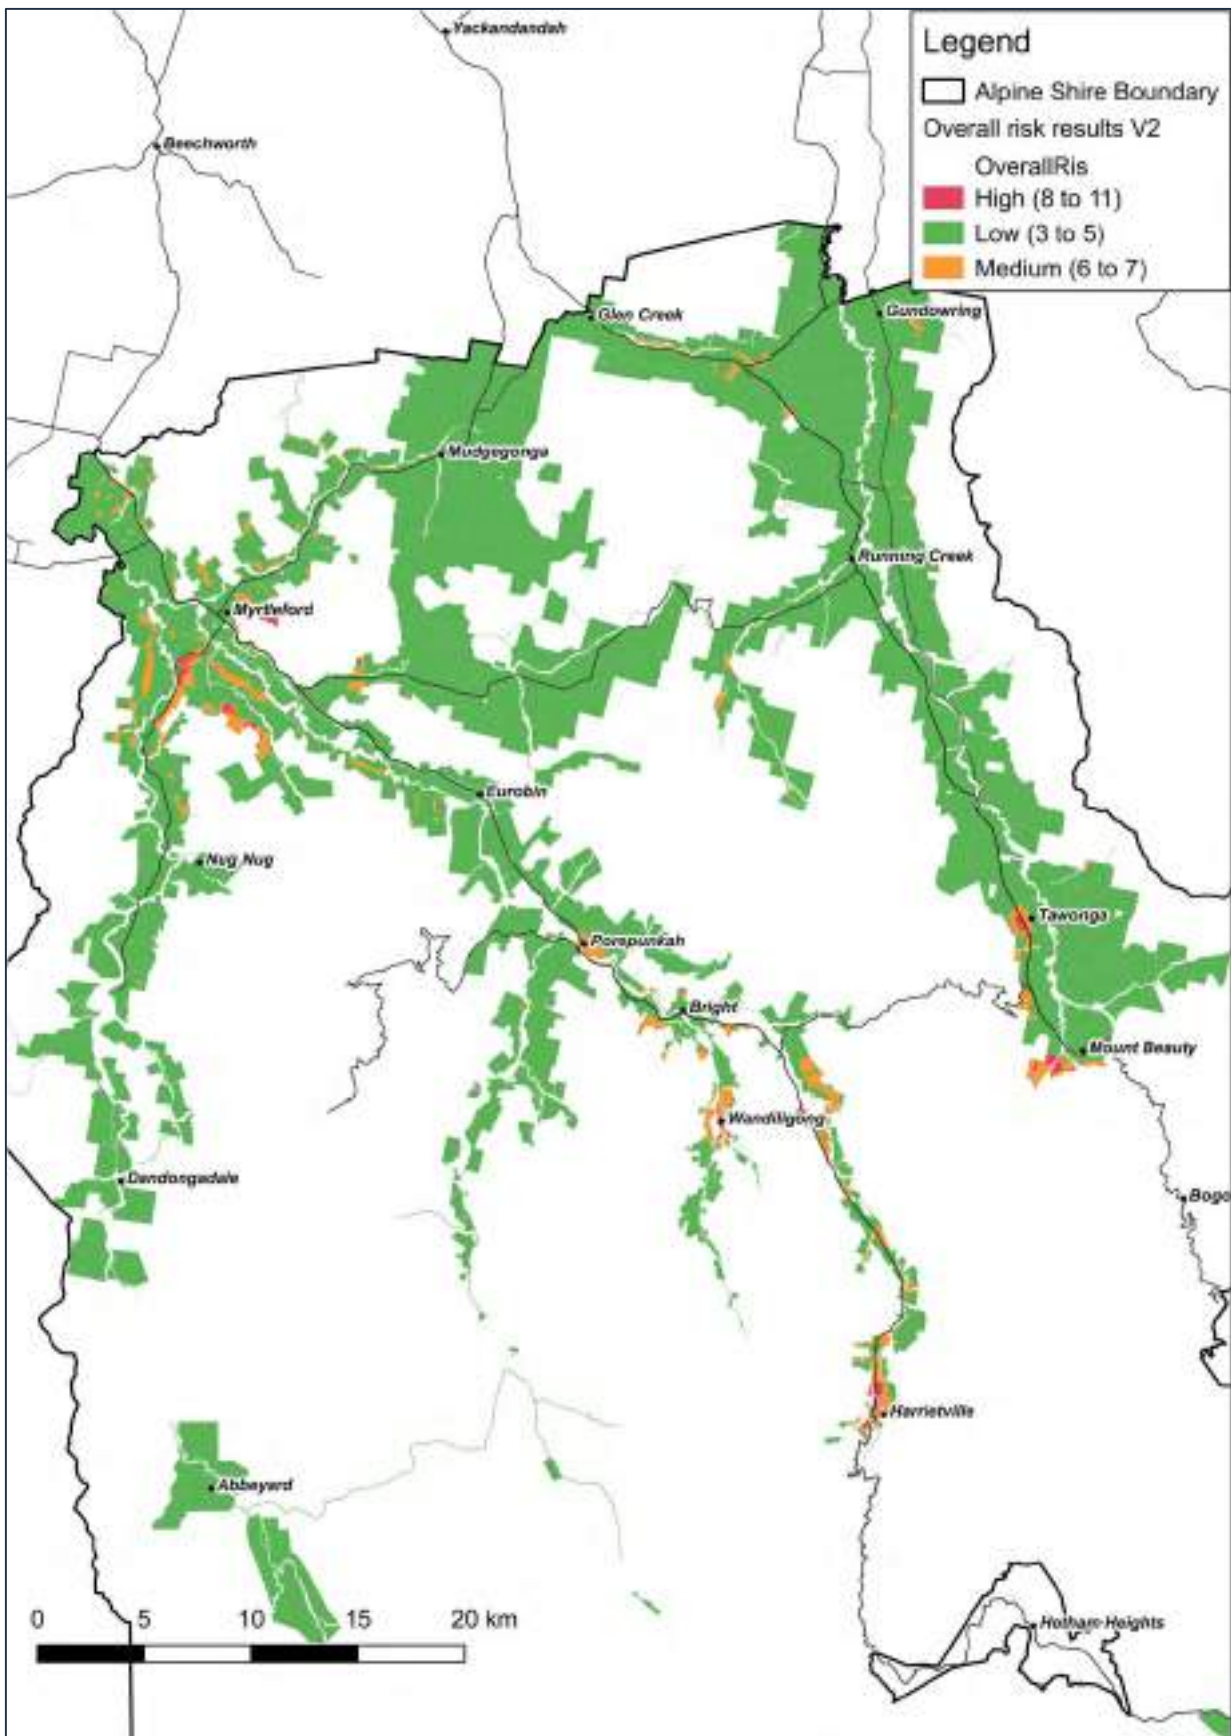 Yackandandah
Legend
Alpine Shire Boundary
Beechworth
Overall risk results V2
OverallRis
High (8 to 11)
Low (3 to 5)
Medium (6 to 7)
Glen Creek
Gundowring
Mudgegonga
Running Creek
Myrtleford
Eurobin
Nug Nug
Tawonga
Porepunkah
Bright
Mount Beauty
Wandiligong
Dandongadale
Bogo
Harrietville
Abbeyard
0 5 10 15 20 km
Hotham Heights